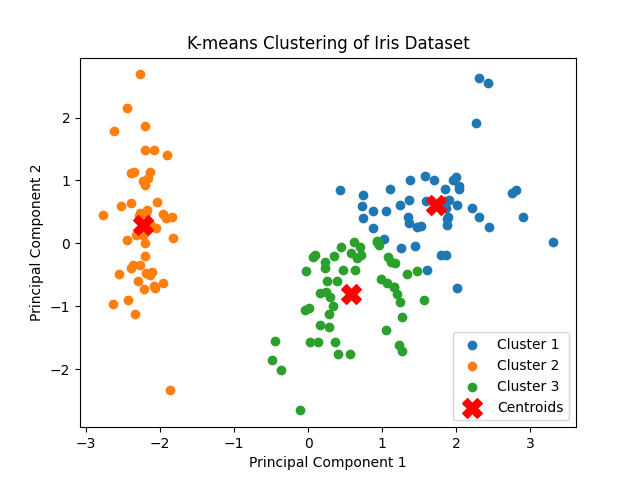 K-means Clustering of Iris Dataset
Principal Component 2
2
1
0
−1
−2
Cluster 1
Cluster 2
Cluster 3
Centroids
−3 −2 −1 0 1 2 3
Principal Component 1